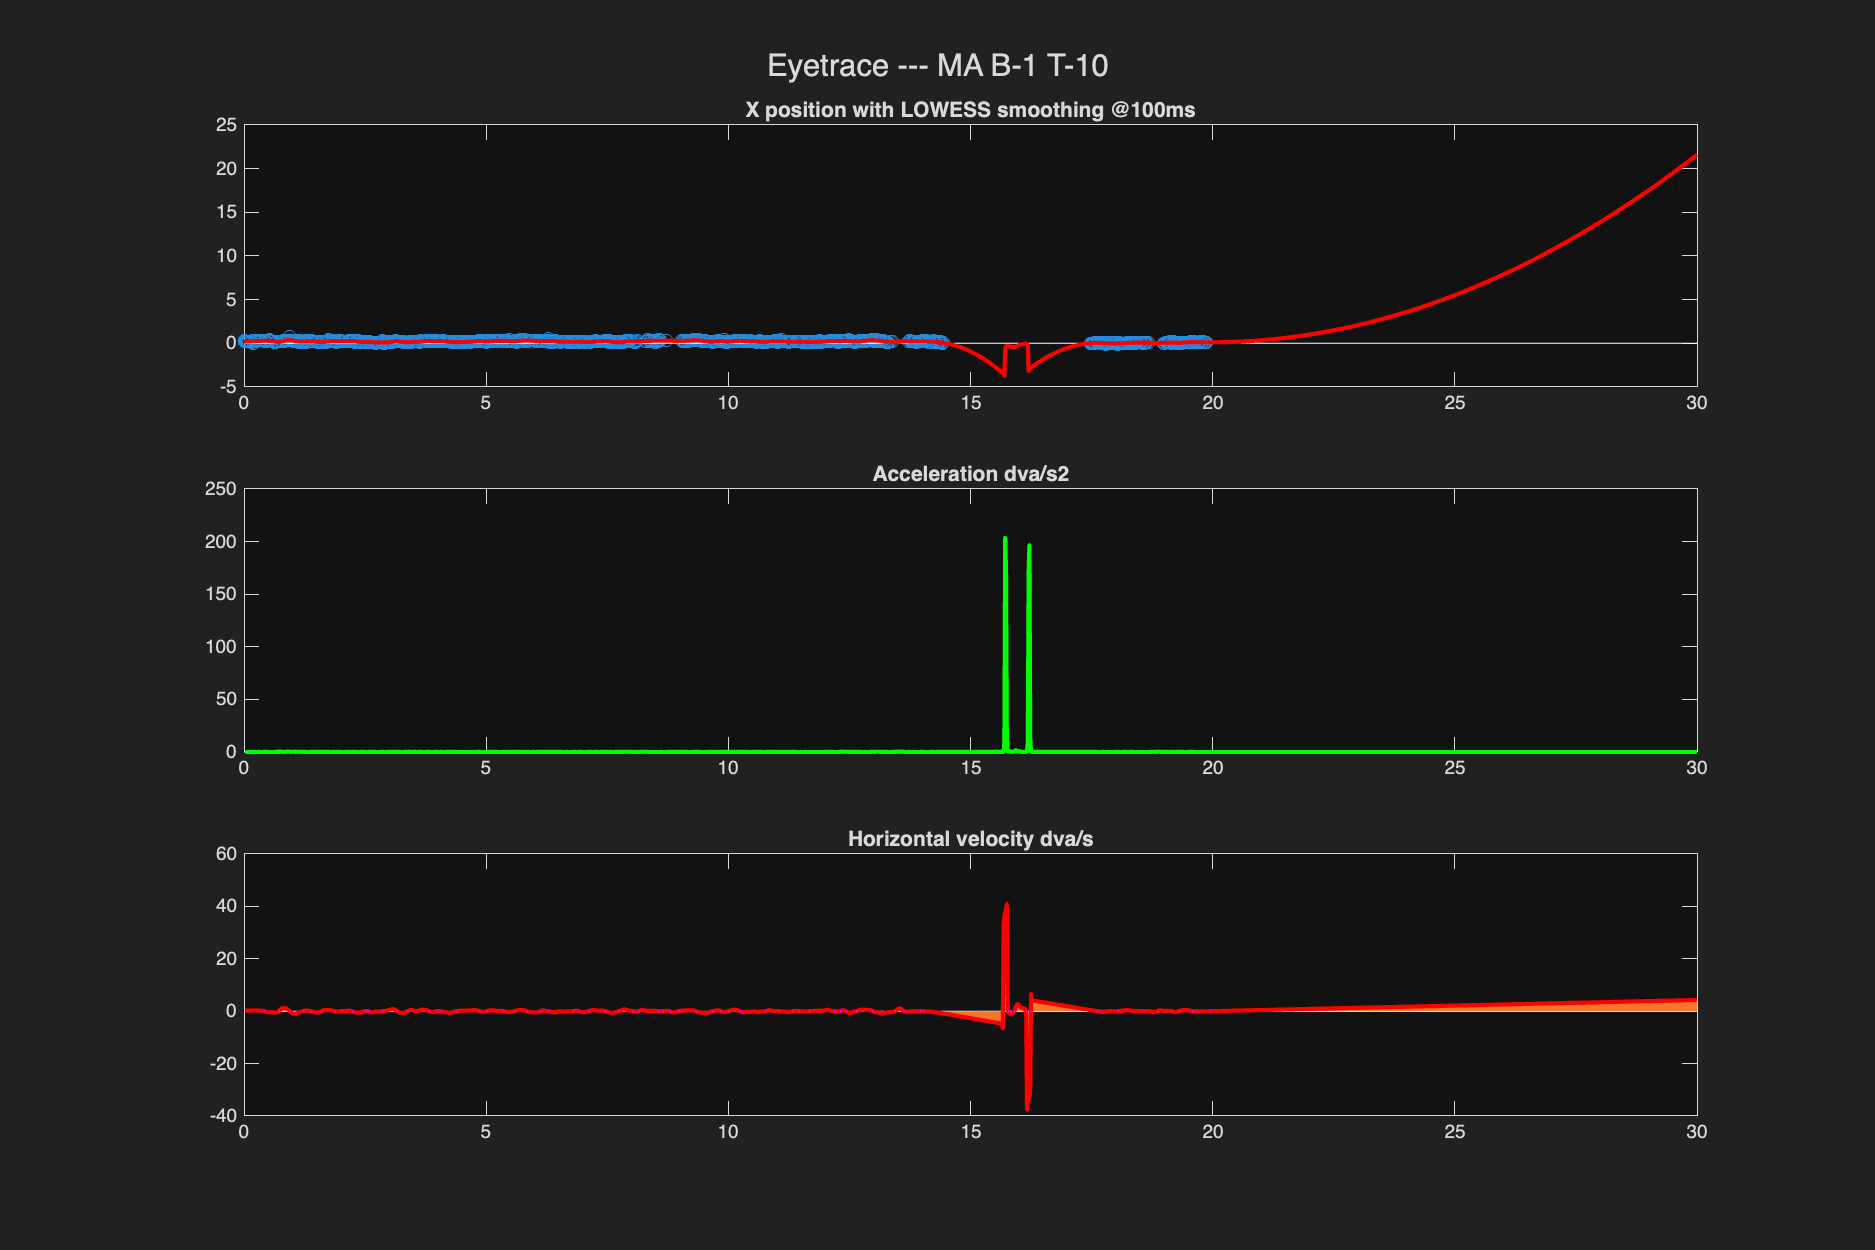 Eyetrace --- MA B-1 T-10
X position with LOWESS smoothing @100ms
25
20
15
10
5
0
-5
0 5 10 15 20 25 30
Acceleration dva/s2
250
200
150
100
50
0
0 5 10 15 20 25 30
Horizontal velocity dva/s
60
40
20
0
-20
-40
0 5 10 15 20 25 30